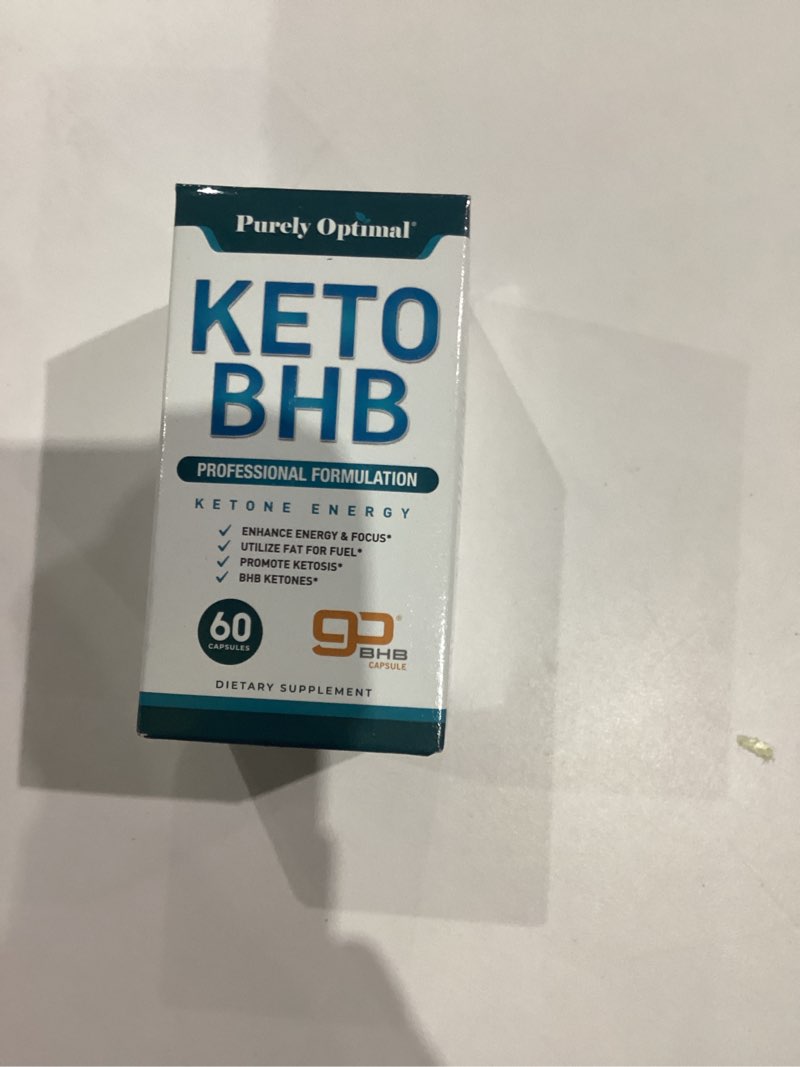 Purely Optimal®
KETO
BHB
PROFESSIONAL FORMULATION
KETONE ENERGY
✓ ENHANCE ENERGY & FOCUS*
✓ UTILIZE FAT FOR FUEL*
✓ PROMOTE KETOSIS*
✓ BHB KETONES*
60
CAPSULES
go®
BHB
CAPSULE
DIETARY SUPPLEMENT